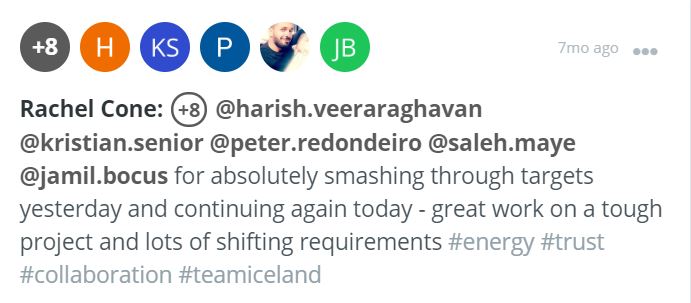 +8 H KS P JB 7mo ago
Rachel Cone: +8 @harish.veeraraghavan
@kristian.senior @peter.redondeiro @saleh.maye
@jamil.bocus for absolutely smashing through targets
yesterday and continuing again today - great work on a tough
project and lots of shifting requirements #energy #trust
#collaboration #teamiceland